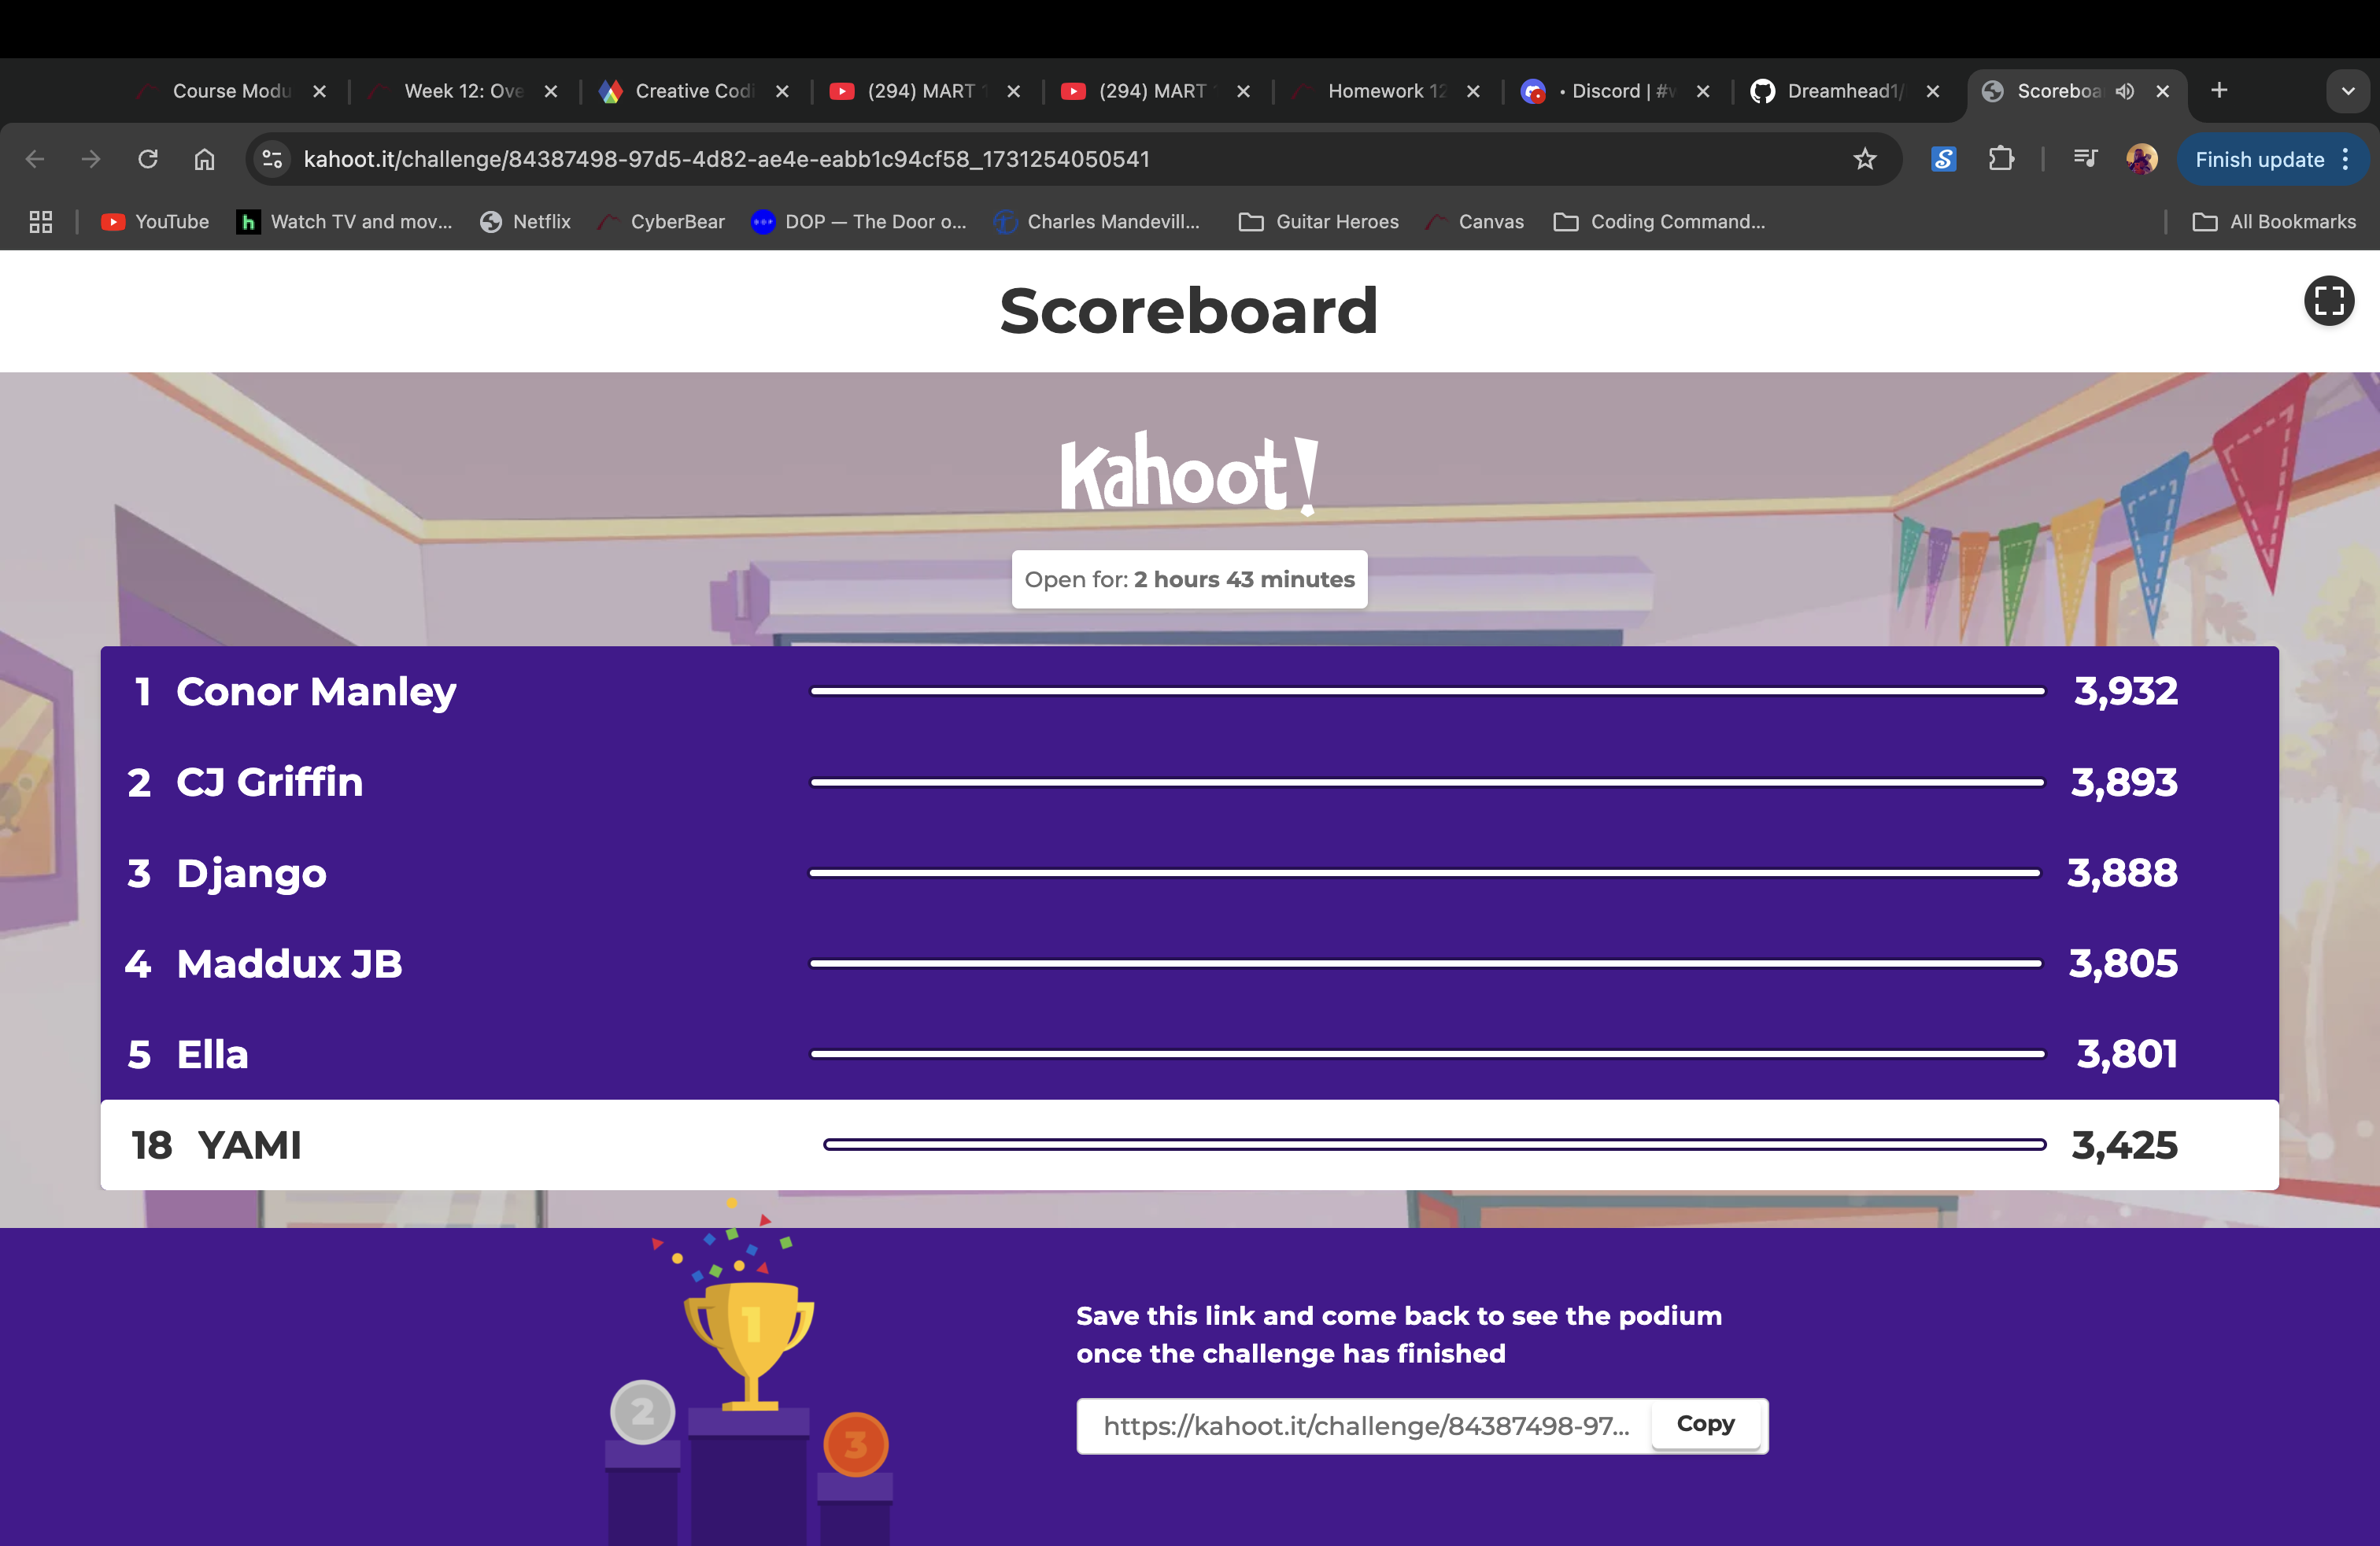 Course Modu
Week 12: Ove
Creative Codi
(294) MART 1
(294) MART
Homework 12
• Discord | #w
Dreamhead1/
Scoreboa
kahoot.it/challenge/84387498-97d5-4d82-ae4e-eabb1c94cf58_1731254050541
S
Finish update
YouTube
h Watch TV and mov...
Netflix
CyberBear
DOP — The Door o...
Charles Mandevill...
Guitar Heroes
Canvas
Coding Command...
All Bookmarks
Scoreboard
Kahoot!
Open for: 2 hours 43 minutes
1 Conor Manley 3,932
2 CJ Griffin 3,893
3 Django 3,888
4 Maddux JB 3,805
5 Ella 3,801
18 YAMI 3,425
1
2
3
Save this link and come back to see the podium
once the challenge has finished
https://kahoot.it/challenge/84387498-97... Copy